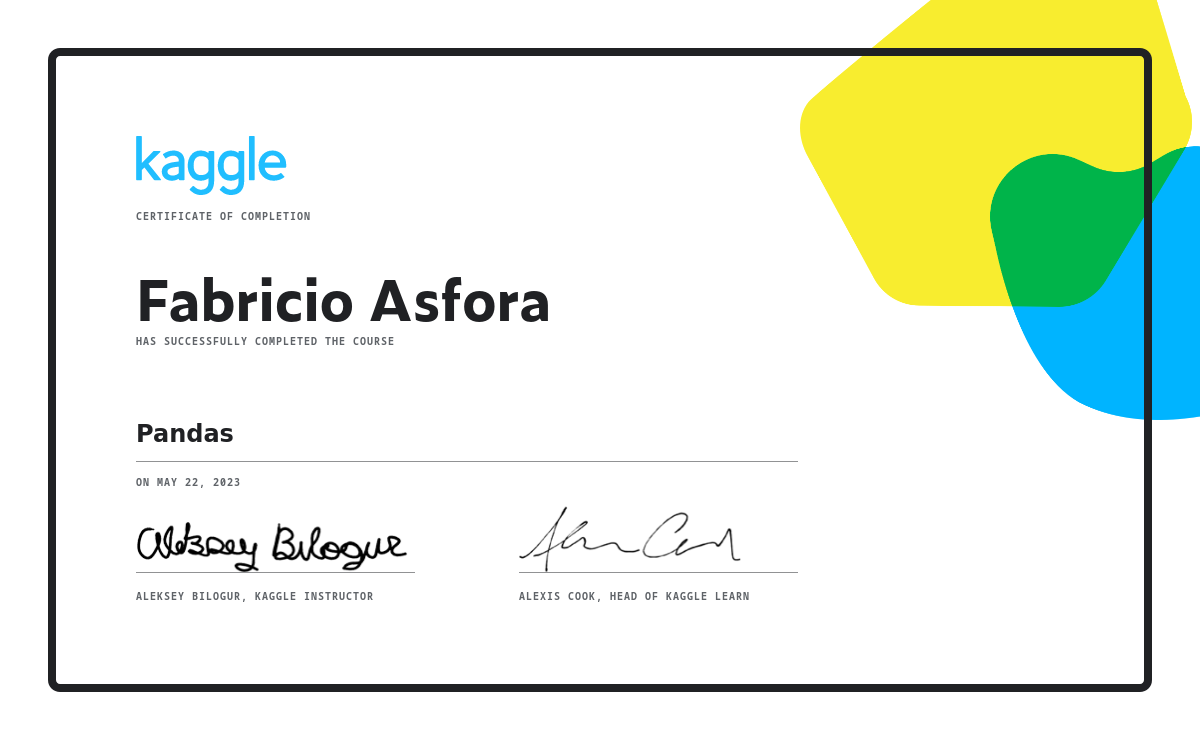 kaggle
CERTIFICATE OF COMPLETION
Fabricio Asfora
HAS SUCCESSFULLY COMPLETED THE COURSE
Pandas
ON MAY 22, 2023
Aleksey Bilogur
Alexis Cook
ALEKSEY BILOGUR, KAGGLE INSTRUCTOR
ALEXIS COOK, HEAD OF KAGGLE LEARN